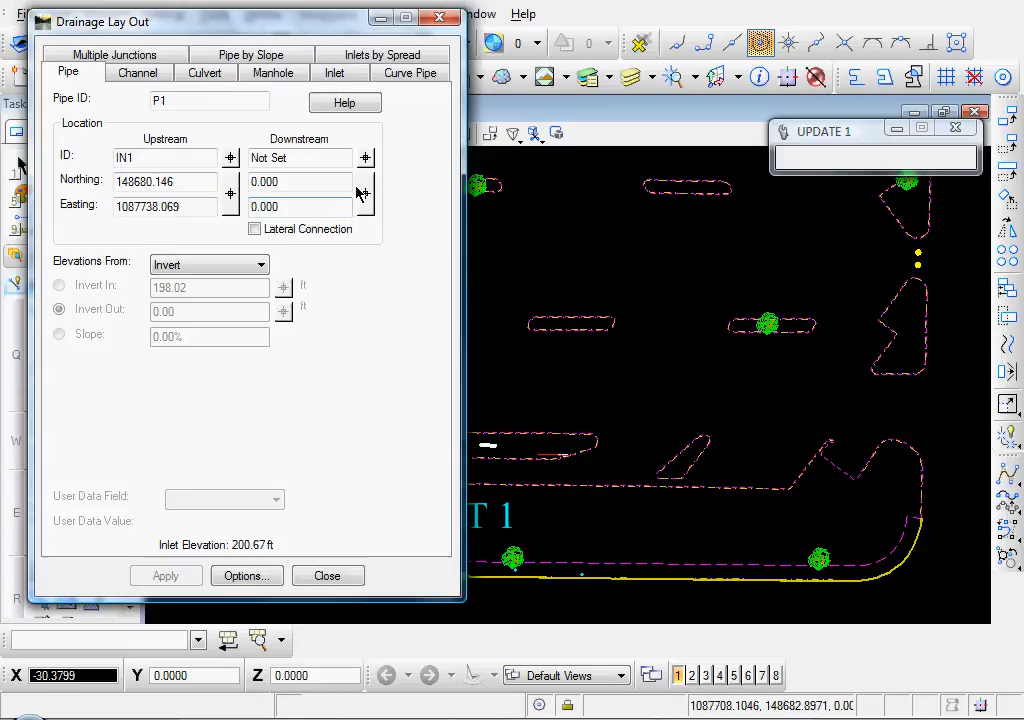 Fi
ndow
Help
Drainage Lay Out
0
0
Multiple Junctions
Pipe by Slope
Inlets by Spread
Pipe
Channel
Culvert
Manhole
Inlet
Curve Pipe
Pipe ID:
P1
Help
Location
Upstream
Downstream
ID:
IN1
Not Set
Northing:
148680.146
0.000
Easting:
1087738.069
0.000
Lateral Connection
Elevations From:
Invert
Invert In:
198.02
ft
Invert Out:
0.00
ft
Slope:
0.00%
User Data Field:
User Data Value:
Inlet Elevation: 200.67 ft
Apply
Options...
Close
Task
Q
W
E
R
UPDATE 1
T 1
X
-30.3799
Y
0.0000
Z
0.0000
Default Views
1 2 3 4 5 6 7 8
1087708.1046, 148682.8971, 0.00